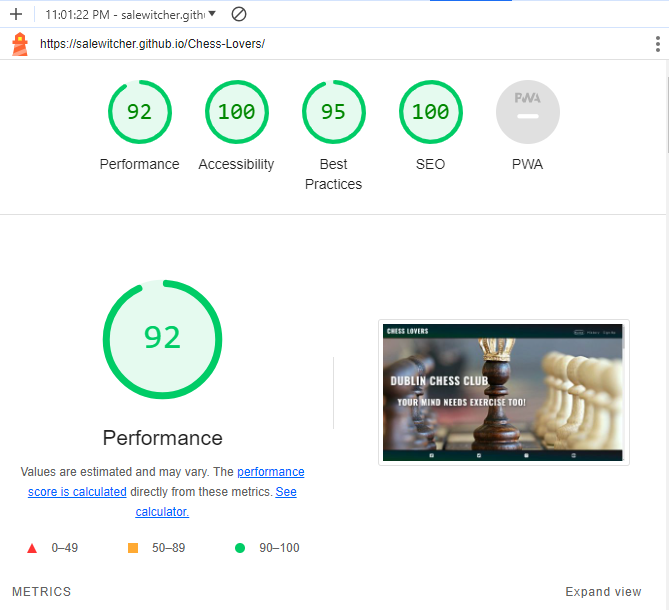 11:01:22 PM - salewitcher.gith
https://salewitcher.github.io/Chess-Lovers/
92 100 95 100 PWA
Performance Accessibility Best Practices SEO PWA
92
Performance
Values are estimated and may vary. The performance
score is calculated directly from these metrics. See
calculator.
0–49 50–89 90–100
CHESS LOVERS
DUBLIN CHESS CLUB
YOUR MIND NEEDS EXERCISE TOO!
METRICS Expand view